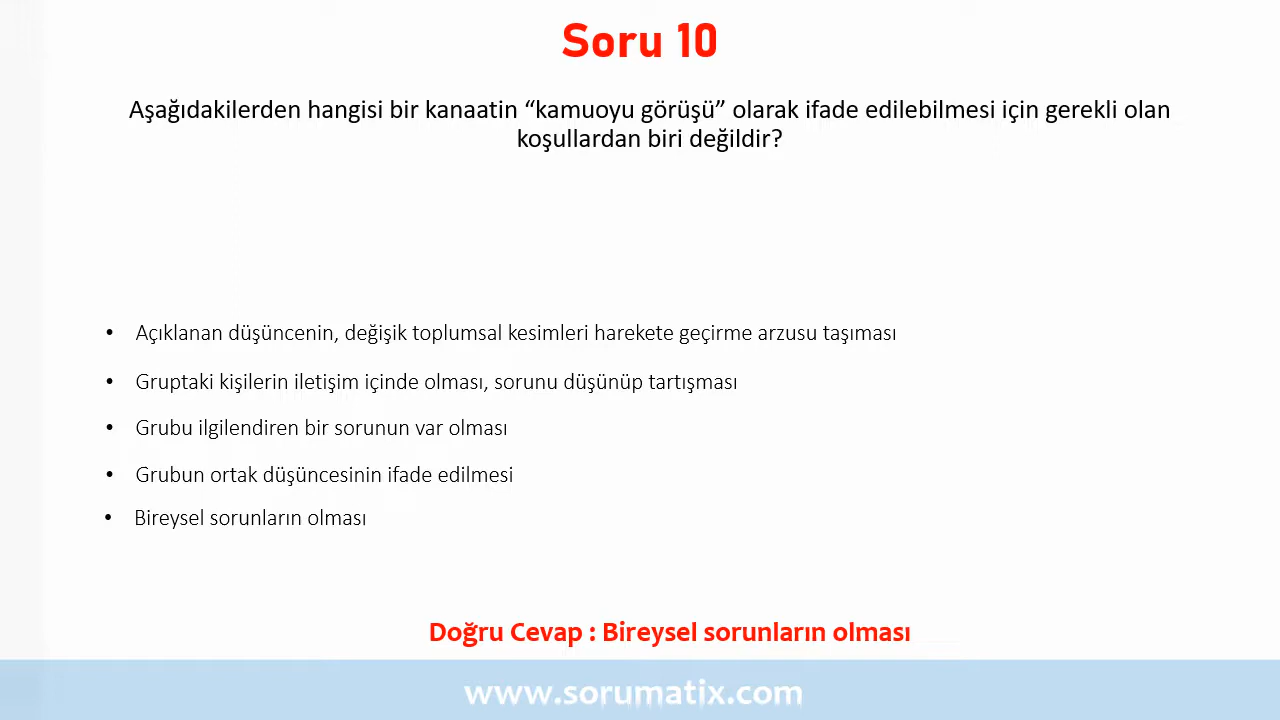 Soru 10
Aşağıdakilerden hangisi bir kanaatin “kamuoyu görüşü” olarak ifade edilebilmesi için gerekli olan
koşullardan biri değildir?
• Açıklanan düşüncenin, değişik toplumsal kesimleri harekete geçirme arzusu taşıması
• Gruptaki kişilerin iletişim içinde olması, sorunu düşünüp tartışması
• Grubu ilgilendiren bir sorunun var olması
• Grubun ortak düşüncesinin ifade edilmesi
• Bireysel sorunların olması
Doğru Cevap : Bireysel sorunların olması
www.sorumatix.com